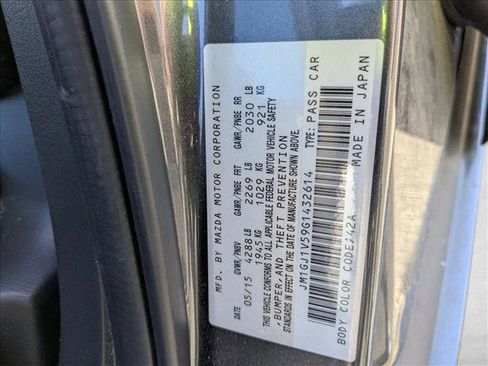 MFD. BY MAZDA MOTOR CORPORATION
DATE GVWR/PNBV GAWR/PNBE FRT GAWR/PNBE RR
05/15 4288 LB 2269 LB 2030 LB
1945 KG 1029 KG 921 KG
THIS VEHICLE CONFORMS TO ALL APPLICABLE FEDERAL MOTOR VEHICLE SAFETY
,BUMPER,AND THEFT PREVENTION
STANDARDS IN EFFECT ON THE DATE OF MANUFACTURE SHOWN ABOVE.
JM1GJ1V59G1432614 TYPE: PASS CAR
BODY COLOR CODE:42A MADE IN JAPAN